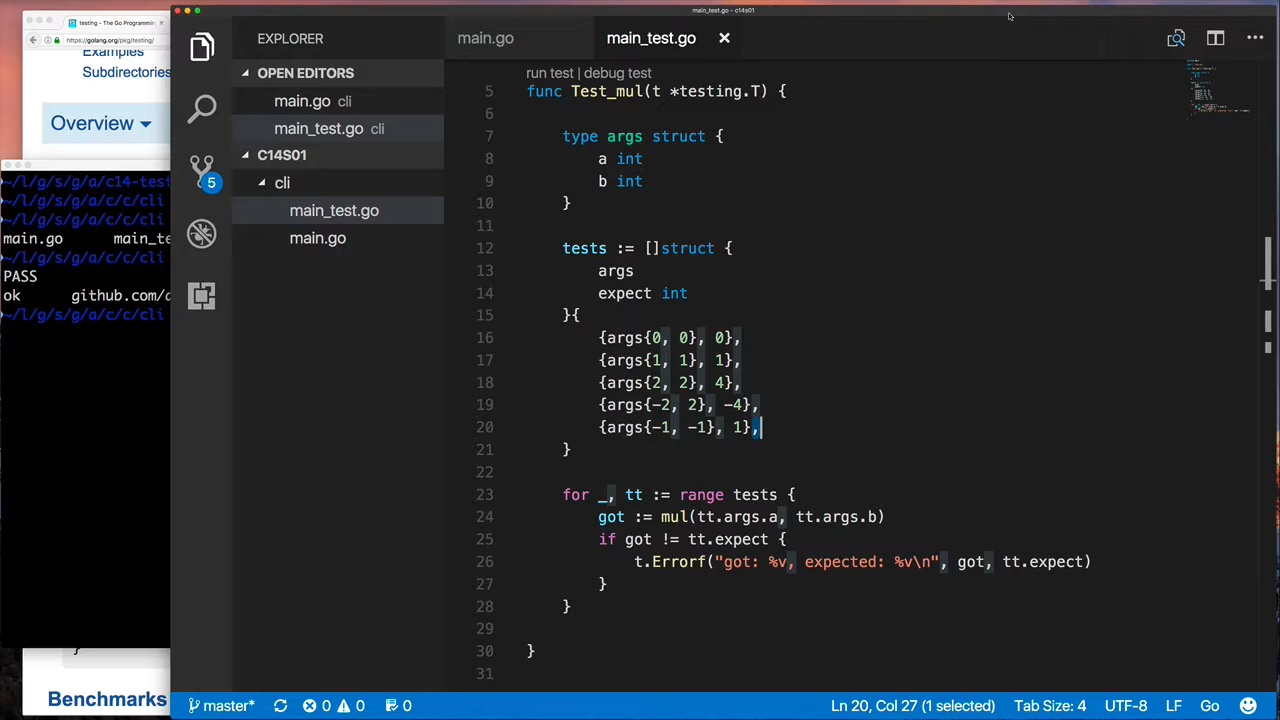 main_test.go - c14s01
testing - The Go Programmin
https://golang.org/pkg/testing/
Examples
Subdirectories
Overview
~/l/g/s/g/a/c14-test
~/l/g/s/g/a/c/c/cli
~/l/g/s/g/a/c/c/cli
main.go main_te
~/l/g/s/g/a/c/c/cli
PASS
ok github.com/
~/l/g/s/g/a/c/c/cli
}
Benchmarks
EXPLORER
OPEN EDITORS
main.go cli
main_test.go cli
C14S01
cli
main_test.go
main.go
5
main.go main_test.go
run test | debug test
5 func Test_mul(t *testing.T) {
6
7 type args struct {
8 a int
9 b int
10 }
11
12 tests := []struct {
13 args
14 expect int
15 }{
16 {args{0, 0}, 0},
17 {args{1, 1}, 1},
18 {args{2, 2}, 4},
19 {args{-2, 2}, -4},
20 {args{-1, -1}, 1},
21 }
22
23 for _, tt := range tests {
24 got := mul(tt.args.a, tt.args.b)
25 if got != tt.expect {
26 t.Errorf("got: %v, expected: %v\n", got, tt.expect)
27 }
28 }
29
30 }
31
master* 0 0 0 Ln 20, Col 27 (1 selected) Tab Size: 4 UTF-8 LF Go